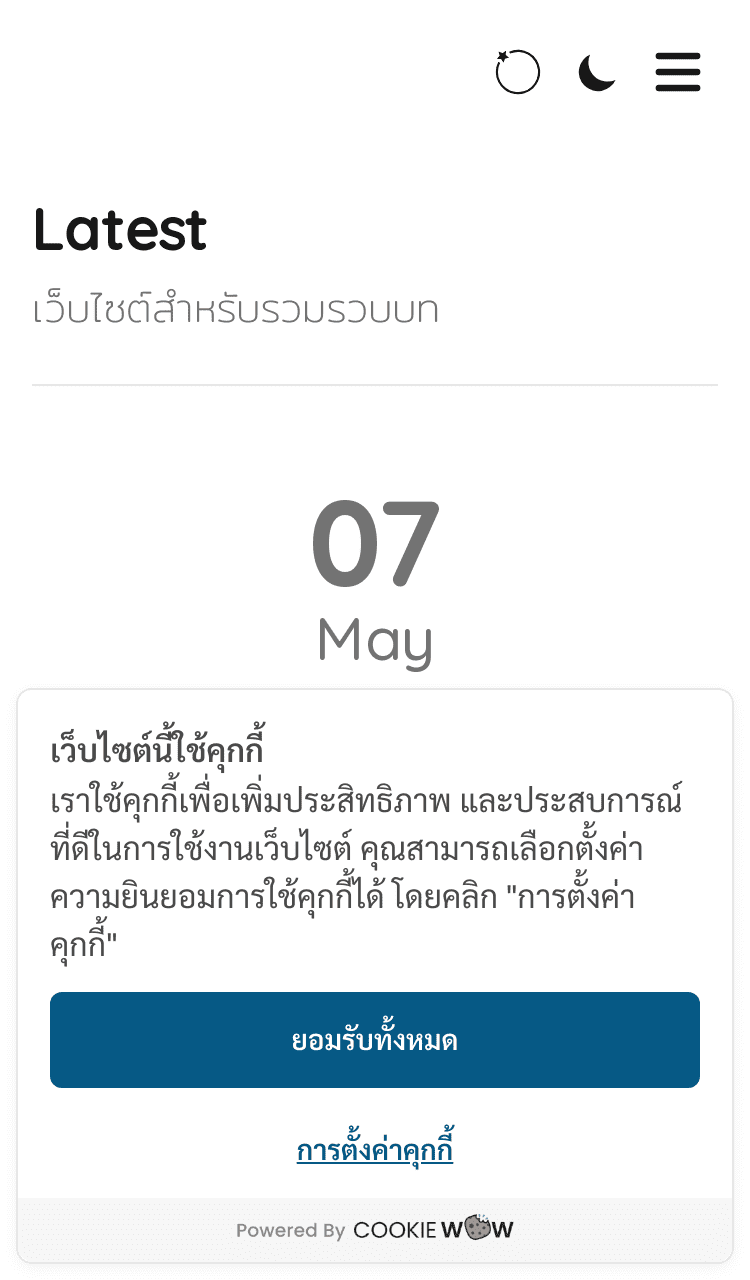 Latest
เว็บไซต์สำหรับรวมรวบบท
07
May
เว็บไซต์นี้ใช้คุกกี้
เราใช้คุกกี้เพื่อเพิ่มประสิทธิภาพ และประสบการณ์
ที่ดีในการใช้งานเว็บไซต์ คุณสามารถเลือกตั้งค่า
ความยินยอมการใช้คุกกี้ได้ โดยคลิก "การตั้งค่า
คุกกี้"
ยอมรับทั้งหมด
การตั้งค่าคุกกี้
Powered By COOKIE WOW